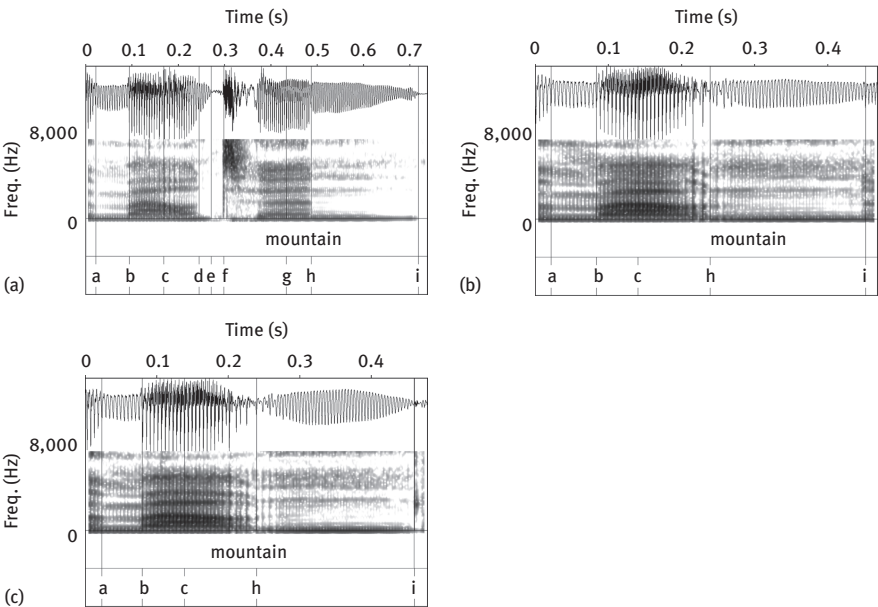 Time (s)
0 0.1 0.2 0.3 0.4 0.5 0.6 0.7
8,000
Freq. (Hz)
0
mountain
(a)
a b c d e f g h i
Time (s)
0 0.1 0.2 0.3 0.4
8,000
Freq. (Hz)
0
mountain
(b)
a b c h i
Time (s)
0 0.1 0.2 0.3 0.4
8,000
Freq. (Hz)
0
mountain
(c)
a b c h i